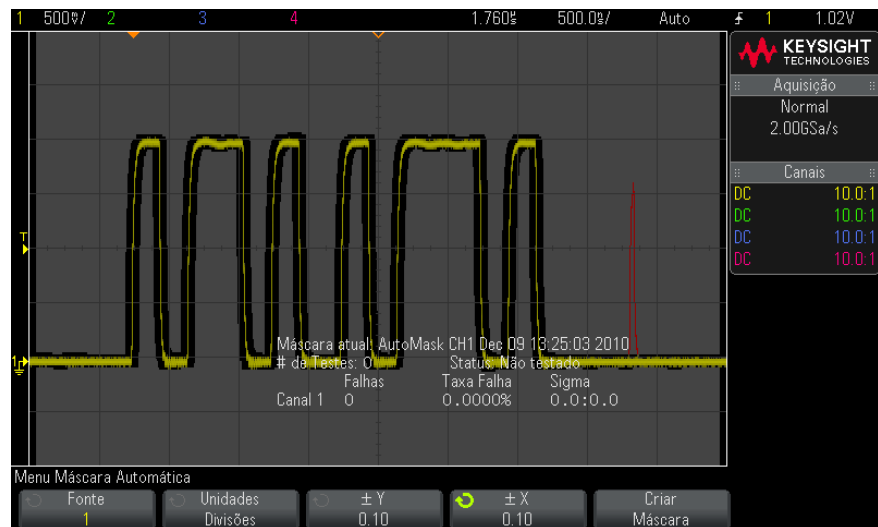 1 500♥/ 2 3 4 1.760s 500.0s/ Auto 1 1.02V
KEYSIGHT
TECHNOLOGIES
Aquisição
Normal
2.00GSa/s
Canais
DC 10.0:1
DC 10.0:1
DC 10.0:1
DC 10.0:1
T
1
Máscara atual: AutoMask CH1 Dec 09 13:25:03 2010
# de Testes: 0 Status: Não testado
Falhas Taxa Falha Sigma
Canal 1 0 0.0000% 0.0:0.0
Menu Máscara Automática
Fonte Unidades ± Y ± X Criar
1 Divisões 0.10 0.10 Máscara